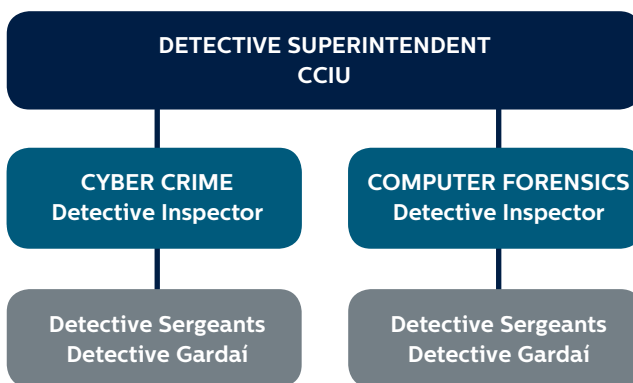 DETECTIVE SUPERINTENDENT
CCIU
CYBER CRIME
Detective Inspector
COMPUTER FORENSICS
Detective Inspector
Detective Sergeants
Detective Gardaí
Detective Sergeants
Detective Gardaí